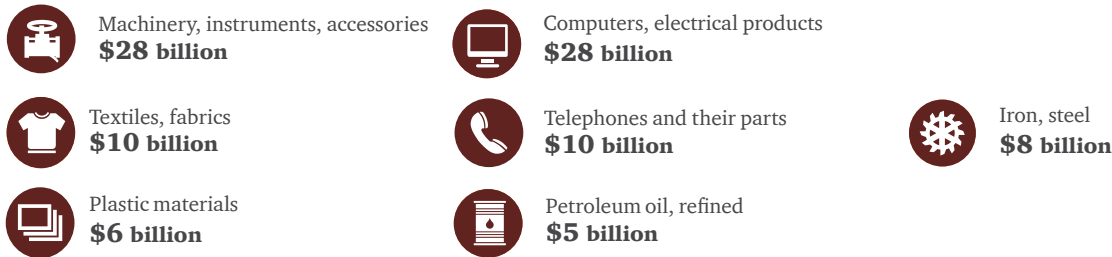 Machinery, instruments, accessories
$28 billion
Computers, electrical products
$28 billion
Textiles, fabrics
$10 billion
Telephones and their parts
$10 billion
Iron, steel
$8 billion
Plastic materials
$6 billion
Petroleum oil, refined
$5 billion